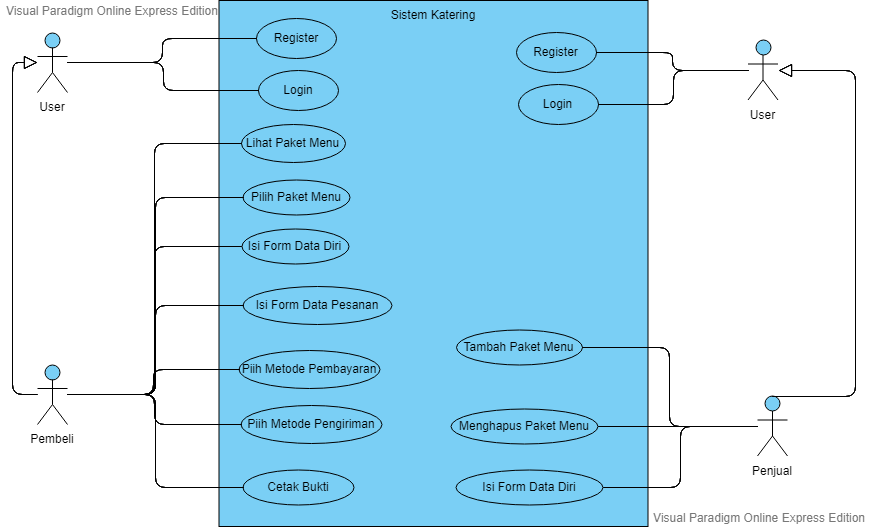 Visual Paradigm Online Express Edition
Sistem Katering
Register
Login
User
Lihat Paket Menu
Pilih Paket Menu
Isi Form Data Diri
Isi Form Data Pesanan
Piih Metode Pembayaran
Piih Metode Pengiriman
Cetak Bukti
Pembeli
Register
Login
User
Tambah Paket Menu
Menghapus Paket Menu
Isi Form Data Diri
Penjual
Visual Paradigm Online Express Edition